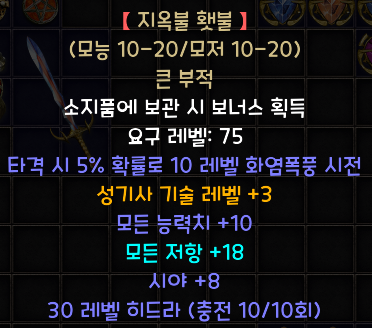 【 지옥불 횃불 】
(모능 10-20/모저 10-20)
큰 부적
소지품에 보관 시 보너스 획득
요구 레벨: 75
타격 시 5% 확률로 10 레벨 화염폭풍 시전
성기사 기술 레벨 +3
모든 능력치 +10
모든 저항 +18
시야 +8
30 레벨 히드라 (충전 10/10회)